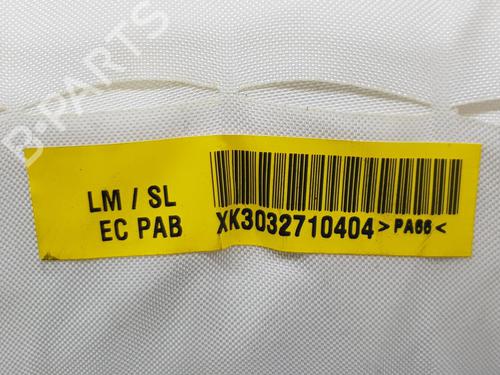 B-PARTS
LM / SL
EC PAB
XK3032710404 >PA66<